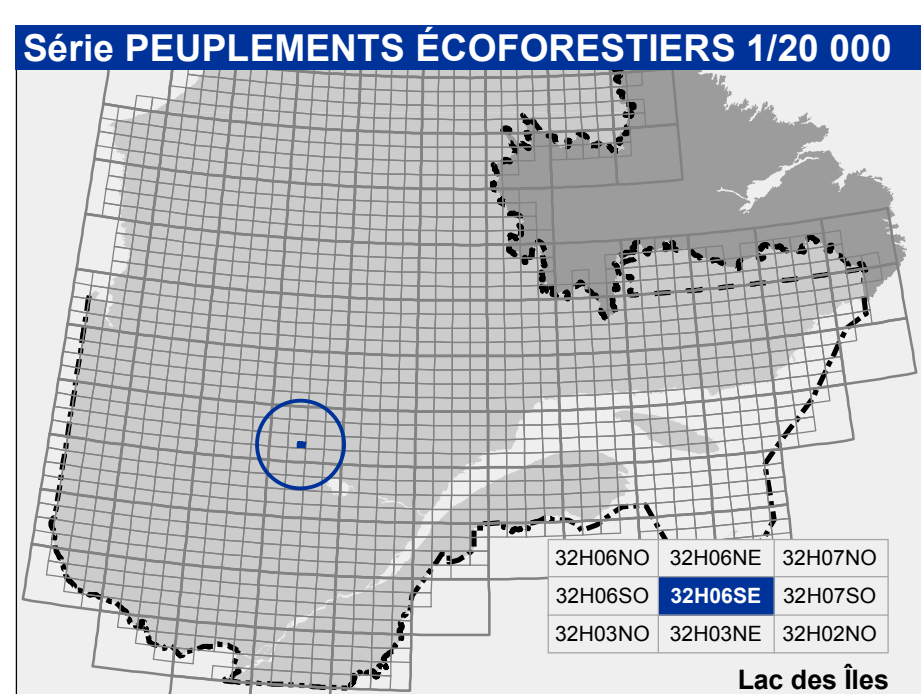 Série PEUPLEMENTS ÉCOFORESTIERS 1/20 000
32H06NO 32H06NE 32H07NO
32H06SO 32H06SE 32H07SO
32H03NO 32H03NE 32H02NO
Lac des Îles